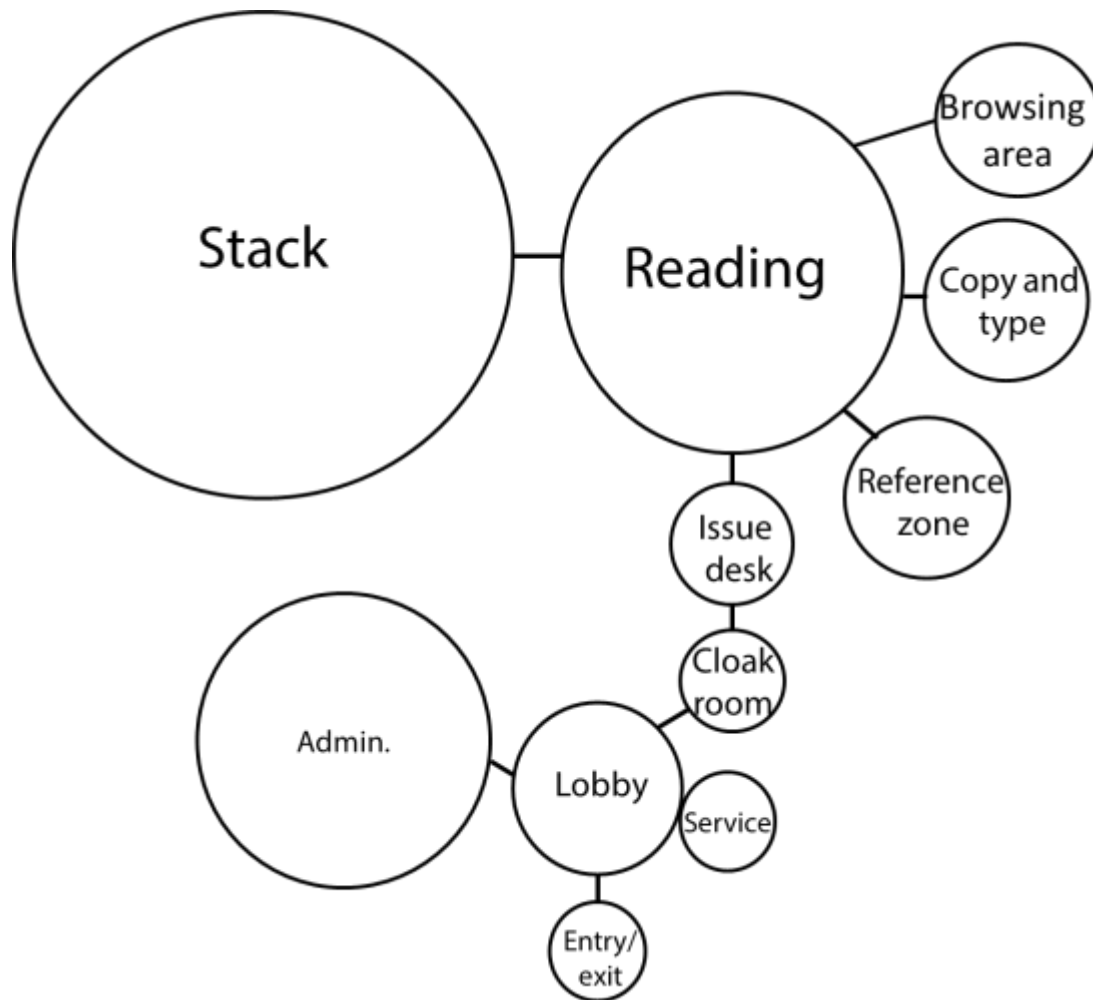 Stack
Reading
Browsing
area
Copy and
type
Reference
zone
Issue
desk
Cloak
room
Admin.
Lobby
Service
Entry/
exit